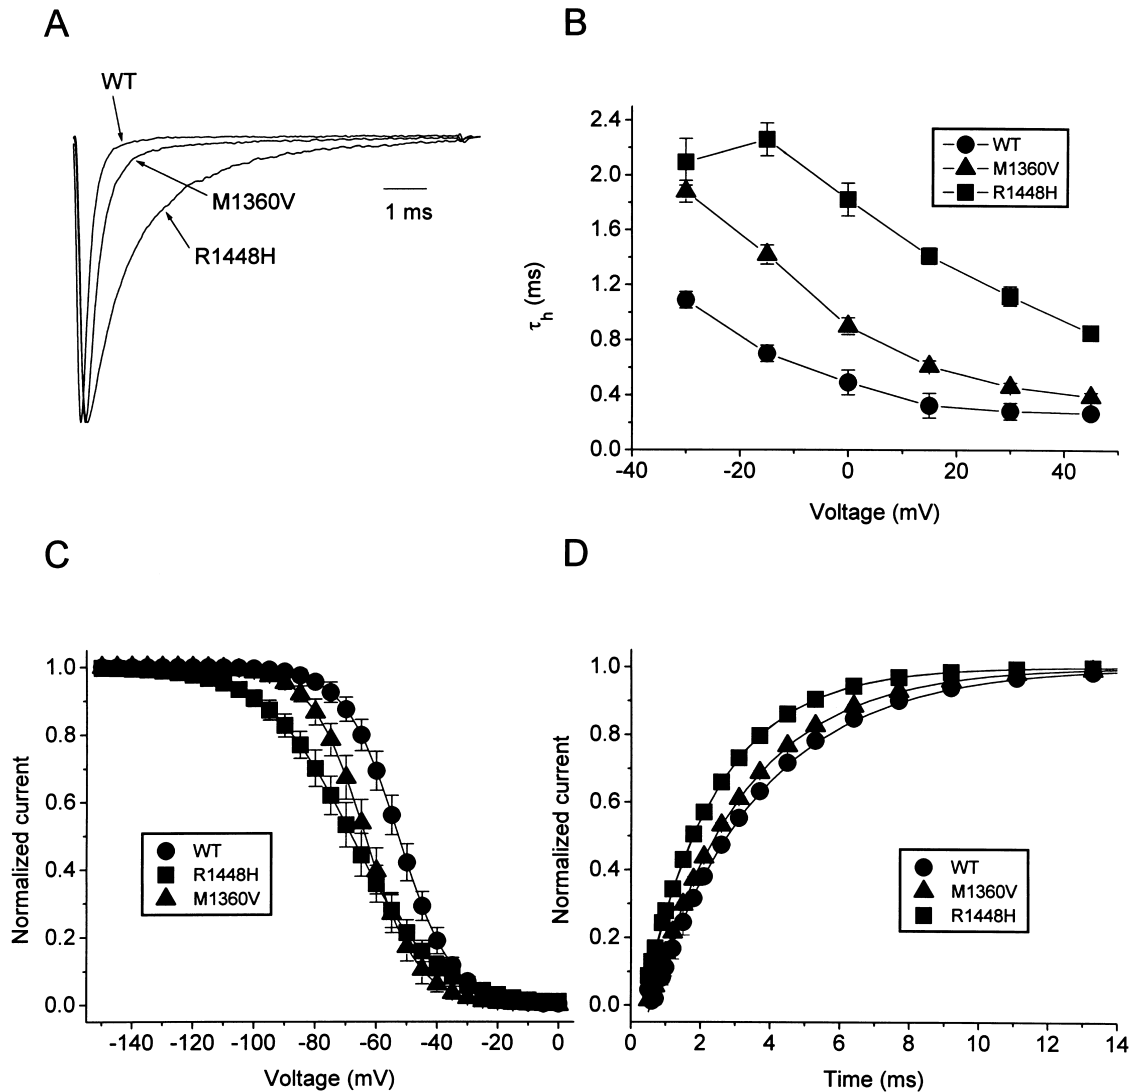 A
WT
M1360V
R1448H
1 ms
B
2.4
2.0
1.6
1.2
0.8
0.4
0.0
-40 -20 0 20 40
τh (ms)
Voltage (mV)
WT
M1360V
R1448H
C
1.0
0.8
0.6
0.4
0.2
0.0
-140 -120 -100 -80 -60 -40 -20 0
Normalized current
Voltage (mV)
WT
R1448H
M1360V
D
1.0
0.8
0.6
0.4
0.2
0.0
0 2 4 6 8 10 12 14
Normalized current
Time (ms)
WT
M1360V
R1448H